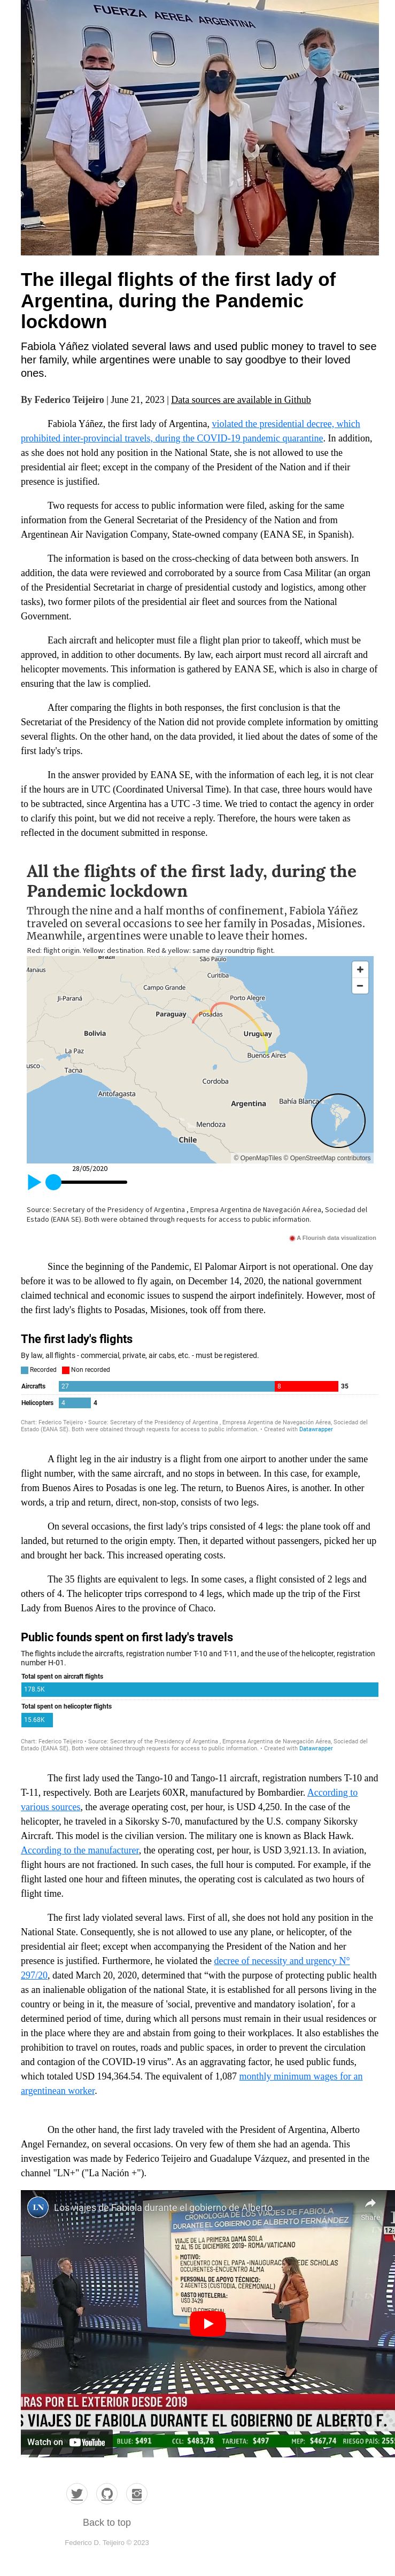 FUERZA AEREA ARGENTINA
The illegal flights of the first lady of
Argentina, during the Pandemic
lockdown
Fabiola Yáñez violated several laws and used public money to travel to see
her family, while argentines were unable to say goodbye to their loved
ones.
By Federico Teijeiro | June 21, 2023 | Data sources are available in Github
Fabiola Yáñez, the first lady of Argentina, violated the presidential decree, which
prohibited inter-provincial travels, during the COVID-19 pandemic quarantine. In addition,
as she does not hold any position in the National State, she is not allowed to use the
presidential air fleet; except in the company of the President of the Nation and if their
presence is justified.
Two requests for access to public information were filed, asking for the same
information from the General Secretariat of the Presidency of the Nation and from
Argentinean Air Navigation Company, State-owned company (EANA SE, in Spanish).
The information is based on the cross-checking of data between both answers. In
addition, the data were reviewed and corroborated by a source from Casa Militar (an organ
of the Presidential Secretariat in charge of presidential custody and logistics, among other
tasks), two former pilots of the presidential air fleet and sources from the National
Government.
Each aircraft and helicopter must file a flight plan prior to takeoff, which must be
approved, in addition to other documents. By law, each airport must record all aircraft and
helicopter movements. This information is gathered by EANA SE, which is also in charge of
ensuring that the law is complied.
After comparing the flights in both responses, the first conclusion is that the
Secretariat of the Presidency of the Nation did not provide complete information by omitting
several flights. On the other hand, on the data provided, it lied about the dates of some of the
first lady's trips.
In the answer provided by EANA SE, with the information of each leg, it is not clear
if the hours are in UTC (Coordinated Universal Time). In that case, three hours would have
to be subtracted, since Argentina has a UTC -3 time. We tried to contact the agency in order
to clarify this point, but we did not receive a reply. Therefore, the hours were taken as
reflected in the document submitted in response.
All the flights of the first lady, during the
Pandemic lockdown
Through the nine and a half months of confinement, Fabiola Yáñez
traveled on several occasions to see her family in Posadas, Misiones.
Meanwhile, argentines were unable to leave their homes.
Red: flight origin. Yellow: destination. Red & yellow: same day roundtrip flight.
Brazil
São Paulo
Manaus
Campo Grande
Curitiba
Ji-Paraná
Porto Alegre
Paraguay
Posadas
Bolivia
Uruguay
La Paz
Buenos Aires
usco
Tacna
Cordoba
Antofagasta
Argentina
Bahía Blanca
Mendoza
Chile
© OpenMapTiles © OpenStreetMap contributors
28/05/2020
Source: Secretary of the Presidency of Argentina , Empresa Argentina de Navegación Aérea, Sociedad del
Estado (EANA SE). Both were obtained through requests for access to public information.
A Flourish data visualization
Since the beginning of the Pandemic, El Palomar Aiport is not operational. One day
before it was to be allowed to fly again, on December 14, 2020, the national government
claimed technical and economic issues to suspend the airport indefinitely. However, most of
the first lady's flights to Posadas, Misiones, took off from there.
The first lady's flights
By law, all flights - commercial, private, air cabs, etc. - must be registered.
Recorded Non recorded
Aircrafts 27 8 35
Helicopters 4 4
Chart: Federico Teijeiro • Source: Secretary of the Presidency of Argentina , Empresa Argentina de Navegación Aérea, Sociedad del
Estado (EANA SE). Both were obtained through requests for access to public information. • Created with Datawrapper
A flight leg in the air industry is a flight from one airport to another under the same
flight number, with the same aircraft, and no stops in between. In this case, for example,
from Buenos Aires to Posadas is one leg. The return, to Buenos Aires, is another. In other
words, a trip and return, direct, non-stop, consists of two legs.
On several occasions, the first lady's trips consisted of 4 legs: the plane took off and
landed, but returned to the origin empty. Then, it departed without passengers, picked her up
and brought her back. This increased operating costs.
The 35 flights are equivalent to legs. In some cases, a flight consisted of 2 legs and
others of 4. The helicopter trips correspond to 4 legs, which made up the trip of the First
Lady from Buenos Aires to the province of Chaco.
Public founds spent on first lady's travels
The flights include the aircrafts, registration number T-10 and T-11, and the use of the helicopter, registration
number H-01.
Total spent on aircraft flights
178.5K
Total spent on helicopter flights
15.68K
Chart: Federico Teijeiro • Source: Secretary of the Presidency of Argentina , Empresa Argentina de Navegación Aérea, Sociedad del
Estado (EANA SE). Both were obtained through requests for access to public information. • Created with Datawrapper
The first lady used the Tango-10 and Tango-11 aircraft, registration numbers T-10 and
T-11, respectively. Both are Learjets 60XR, manufactured by Bombardier. According to
various sources, the average operating cost, per hour, is USD 4,250. In the case of the
helicopter, he traveled in a Sikorsky S-70, manufactured by the U.S. company Sikorsky
Aircraft. This model is the civilian version. The military one is known as Black Hawk.
According to the manufacturer, the operating cost, per hour, is USD 3,921.13. In aviation,
flight hours are not fractioned. In such cases, the full hour is computed. For example, if the
flight lasted one hour and fifteen minutes, the operating cost is calculated as two hours of
flight time.
The first lady violated several laws. First of all, she does not hold any position in the
National State. Consequently, she is not allowed to use any plane, or helicopter, of the
presidential air fleet; except when accompanying the President of the Nation and her
presence is justified. Furthermore, he violated the decree of necessity and urgency N°
297/20, dated March 20, 2020, determined that “with the purpose of protecting public health
as an inalienable obligation of the national State, it is established for all persons living in the
country or being in it, the measure of 'social, preventive and mandatory isolation', for a
determined period of time, during which all persons must remain in their usual residences or
in the place where they are and abstain from going to their workplaces. It also establishes the
prohibition to travel on routes, roads and public spaces, in order to prevent the circulation
and contagion of the COVID-19 virus”. As an aggravating factor, he used public funds,
which totaled USD 194,364.54. The equivalent of 1,087 monthly minimum wages for an
argentinean worker.
On the other hand, the first lady traveled with the President of Argentina, Alberto
Angel Fernandez, on several occasions. On very few of them she had an agenda. This
investigation was made by Federico Teijeiro and Guadalupe Vázquez, and presented in the
channel "LN+" ("La Nación +").
LN Los viajes de Fabiola durante el gobierno de Alberto...
Share
CRONOLOGÍA DE LOS VIAJES DE FABIOLA
DURANTE EL GOBIERNO DE ALBERTO FERNÁNDEZ
VIAJE DE LA PRIMERA DAMA SOLA
12 AL 15 DE DICIEMBRE 2019- ROMA/VATICANO
MOTIVO:
ENCUENTRO CON EL PAPA -INAUGURACIÓN DE SCHOLAS
OCURRENTES-ENCUENTRO ALMA
PERSONAL DE APOYO TÉCNICO:
2 AGENTES (CUSTODIA, CEREMONIAL)
GASTO HOTELERIA:
USD 3429
VUELO COMERCIAL
IRAS POR EL EXTERIOR DESDE 2019
S VIAJES DE FABIOLA DURANTE EL GOBIERNO DE ALBERTO F.
Watch on YouTube
BLUE: $491 CCL: $483,78 TARJETA: $497 MEP: $467,74 RIESGO PAÍS: 255
Back to top
Federico D. Teijeiro © 2023